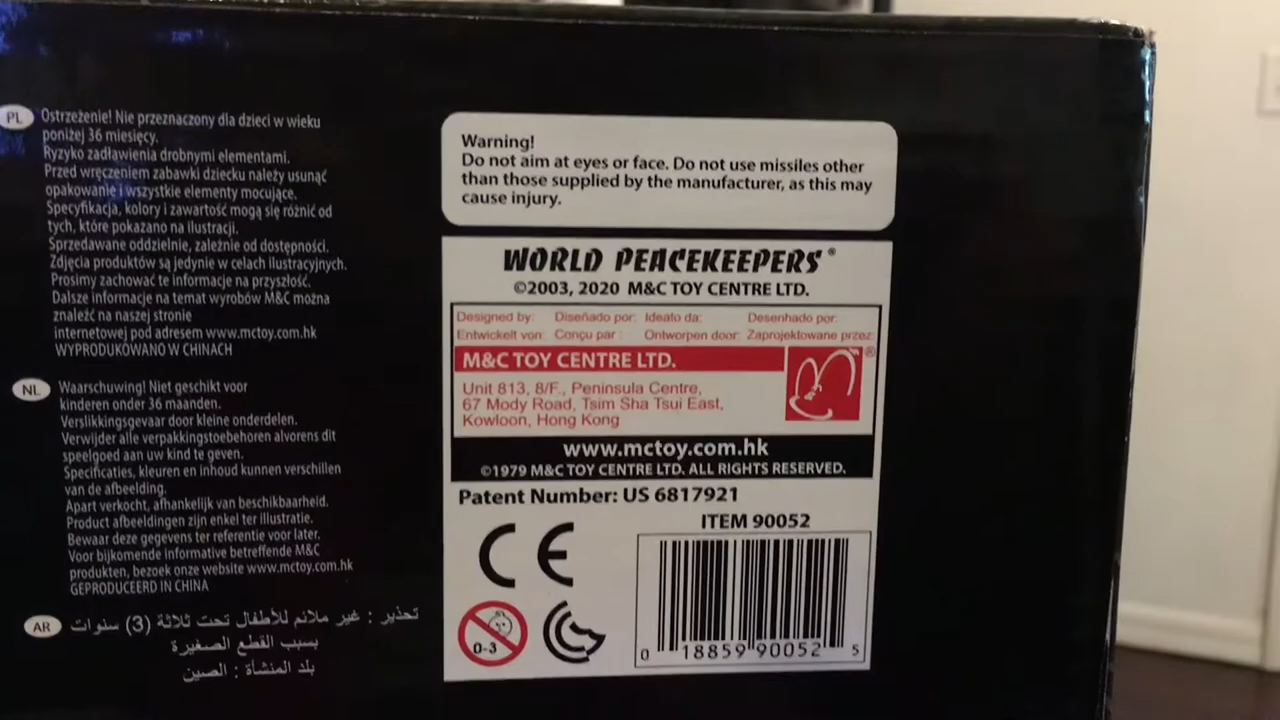 PL
Ostrzeżenie! Nie przeznaczony dla dzieci w wieku
poniżej 36 miesięcy.
Ryzyko zadławienia drobnymi elementami.
Przed wręczeniem zabawki dziecku należy usunąć
opakowanie i wszystkie elementy mocujące.
Specyfikacja, kolory i zawartość mogą się różnić od
tych, które pokazano na ilustracji.
Sprzedawane oddzielnie, zależnie od dostępności.
Zdjęcia produktów są jedynie w celach ilustracyjnych.
Prosimy zachować te informacje na przyszłość.
Dalsze informacje na temat wyrobów M&C można
znaleźć na naszej stronie
internetowej pod adresem www.mctoy.com.hk
WYPRODUKOWANO W CHINACH
NL
Waarschuwing! Niet geschikt voor
kinderen onder 36 maanden.
Verslikkingsgevaar door kleine onderdelen.
Verwijder alle verpakkingstoebehoren alvorens dit
speelgoed aan uw kind te geven.
Specificaties, kleuren en inhoud kunnen verschillen
van de afbeelding.
Apart verkocht, afhankelijk van beschikbaarheid.
Product afbeeldingen zijn enkel ter illustratie.
Bewaar deze gegevens ter referentie voor later.
Voor bijkomende informative betreffende M&C
produkten, bezoek onze website www.mctoy.com.hk
GEPRODUCEERD IN CHINA
AR
تحذير : غير ملائم للأطفال تحت ثلاثة (3) سنوات
بسبب القطع الصغيرة
بلد المنشأة : الصين
Warning!
Do not aim at eyes or face. Do not use missiles other
than those supplied by the manufacturer, as this may
cause injury.
WORLD PEACEKEEPERS®
©2003, 2020 M&C TOY CENTRE LTD.
Designed by: Diseñado por: Ideato da: Desenhado por:
Entwickelt von: Conçu par : Ontworpen door: Zaprojektowane przez:
M&C TOY CENTRE LTD.
®
Unit 813, 8/F., Peninsula Centre,
67 Mody Road, Tsim Sha Tsui East,
Kowloon, Hong Kong
www.mctoy.com.hk
©1979 M&C TOY CENTRE LTD. ALL RIGHTS RESERVED.
Patent Number: US 6817921
ITEM 90052
CE
0-3
0 18859 90052 5